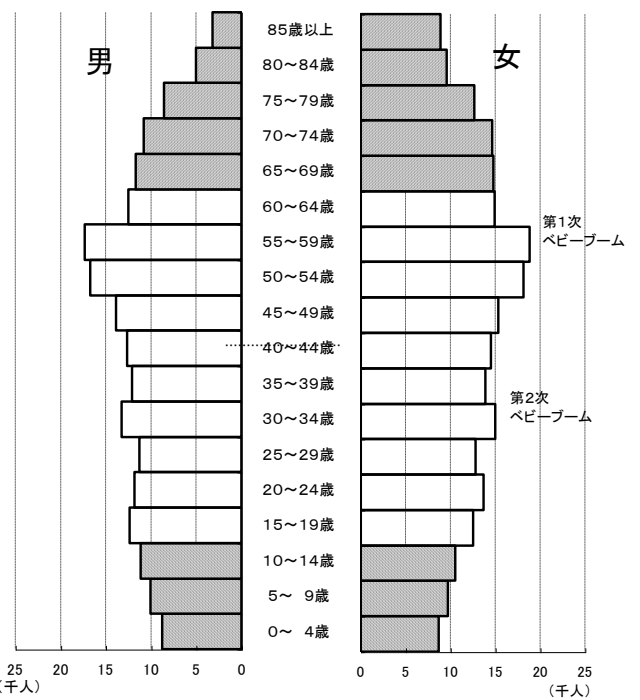 男
女
85歳以上
80～84歳
75～79歳
70～74歳
65～69歳
60～64歳
55～59歳
50～54歳
45～49歳
40～44歳
35～39歳
30～34歳
25～29歳
20～24歳
15～19歳
10～14歳
5～ 9歳
0～ 4歳
第1次
ベビーブーム
第2次
ベビーブーム
25 20 15 10 5 0
(千人)
0 5 10 15 20 25
(千人)